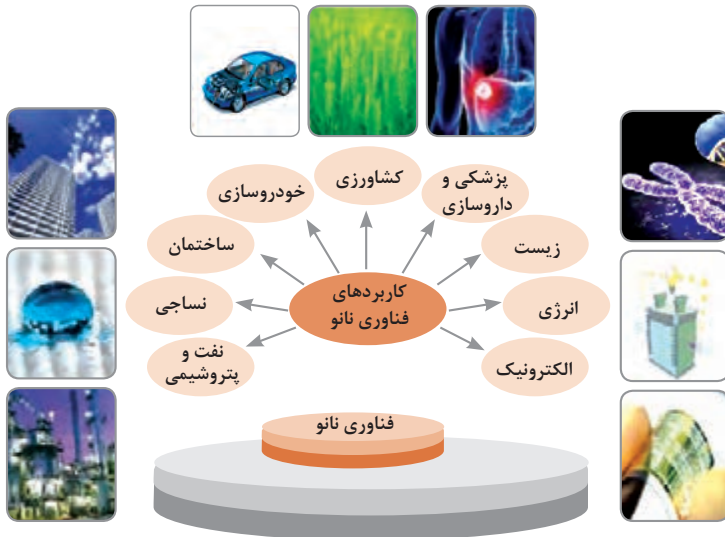 کشاورزی
پزشکی و
داروسازی
خودروسازی
زیست
ساختمان
انرژی
کاربردهای
فناوری نانو
نساجی
الکترونیک
نفت و
پتروشیمی
فناوری نانو